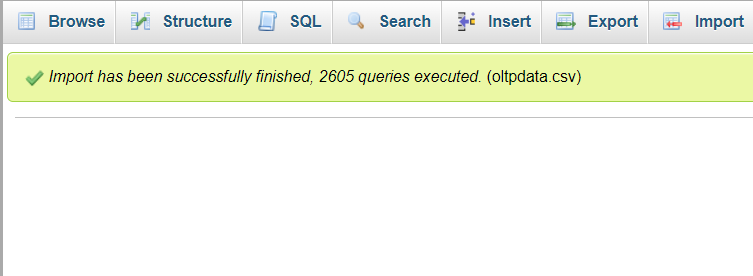 Browse Structure SQL Search Insert Export Import
Import has been successfully finished, 2605 queries executed. (oltpdata.csv)